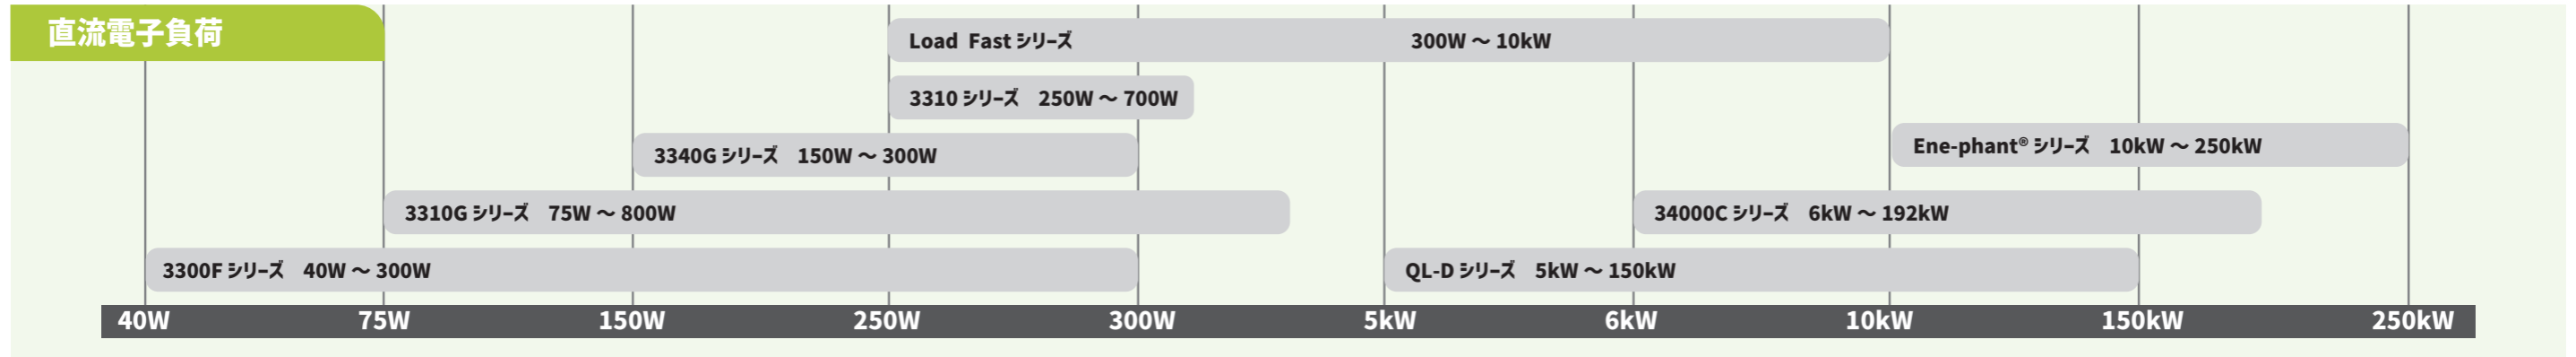 直流電子負荷
Load Fast シリーズ 300W ～ 10kW
3310 シリーズ 250W ～ 700W
Ene-phant® シリーズ 10kW ～ 250kW
3340G シリーズ 150W ～ 300W
3310G シリーズ 75W ～ 800W
34000C シリーズ 6kW ～ 192kW
3300F シリーズ 40W ～ 300W
QL-D シリーズ 5kW ～ 150kW
40W 75W 150W 250W 300W 5kW 6kW 10kW 150kW 250kW